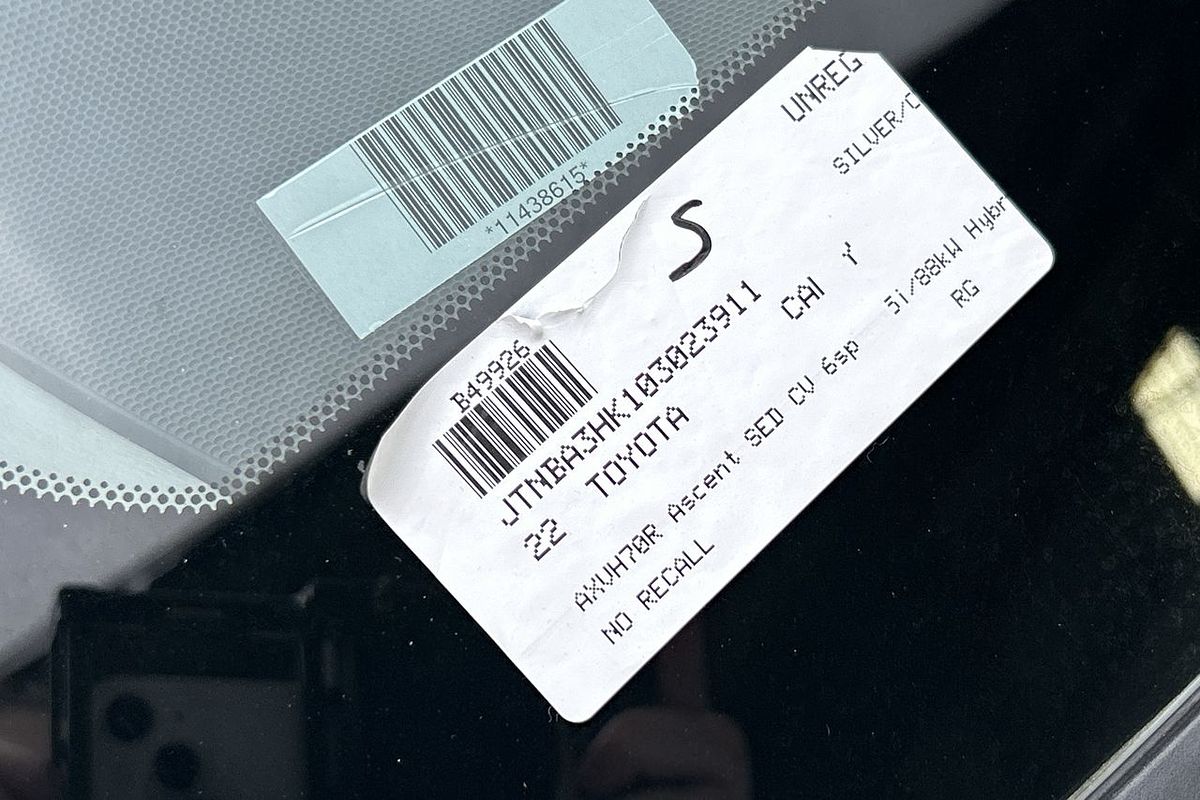 *11438615*
UNREG
SILVER/C
S
B49926
JTNBA3HK103023911 CAI Y
22 TOYOTA
AXVH70R Ascent SED CV 6sp 5i/88kW Hybr
NO RECALL
RG